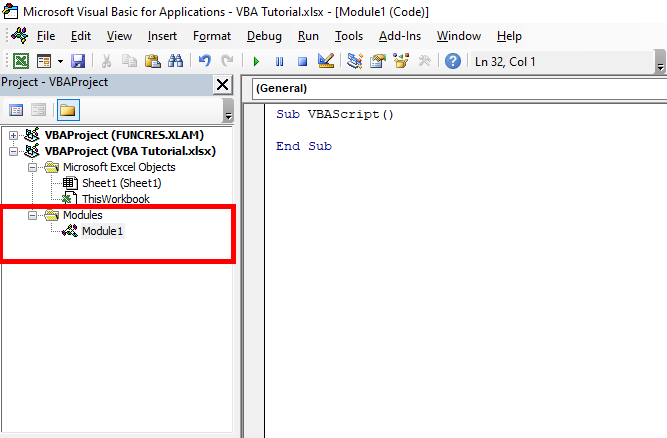 Microsoft Visual Basic for Applications - VBA Tutorial.xlsx - [Module1 (Code)]
File Edit View Insert Format Debug Run Tools Add-Ins Window Help
Ln 32, Col 1
Project - VBAProject
VBAProject (FUNCRES.XLAM)
VBAProject (VBA Tutorial.xlsx)
Microsoft Excel Objects
Sheet1 (Sheet1)
ThisWorkbook
Modules
Module1
(General)
Sub VBAScript()
End Sub